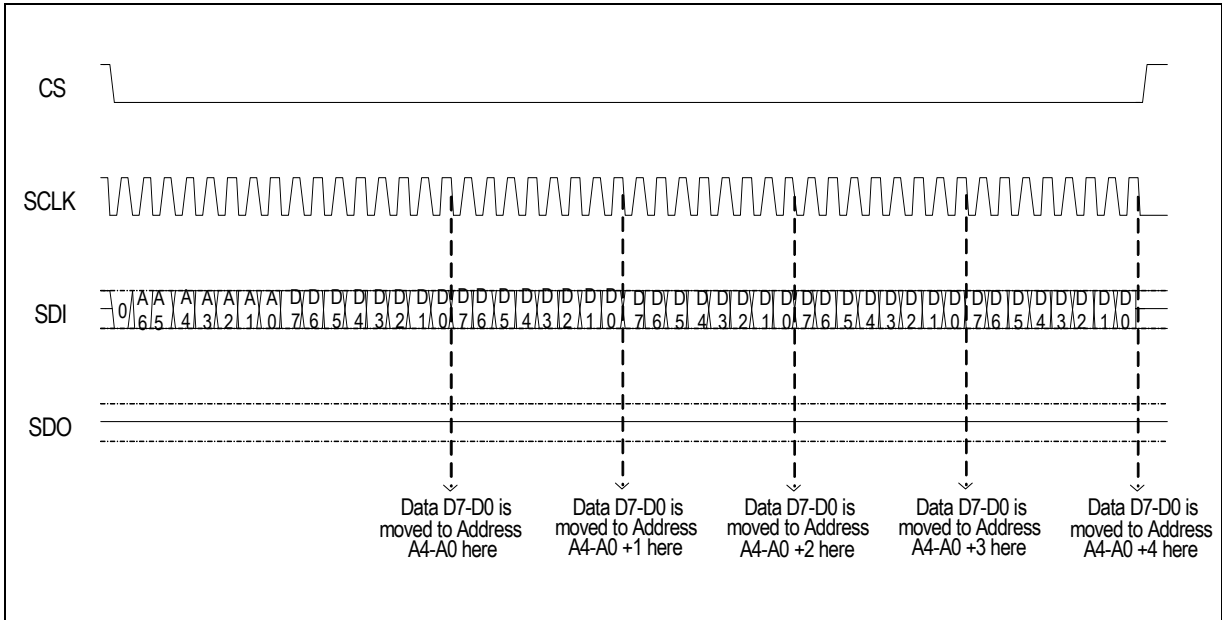 CS
SCLK
SDI
0 A6 A5 A4 A3 A2 A1 A0 D7 D6 D5 D4 D3 D2 D1 D0 D7 D6 D5 D4 D3 D2 D1 D0 D7 D6 D5 D4 D3 D2 D1 D0 D7 D6 D5 D4 D3 D2 D1 D0 D7 D6 D5 D4 D3 D2 D1 D0
SDO
Data D7-D0 is
moved to Address
A4-A0 here
Data D7-D0 is
moved to Address
A4-A0 +1 here
Data D7-D0 is
moved to Address
A4-A0 +2 here
Data D7-D0 is
moved to Address
A4-A0 +3 here
Data D7-D0 is
moved to Address
A4-A0 +4 here